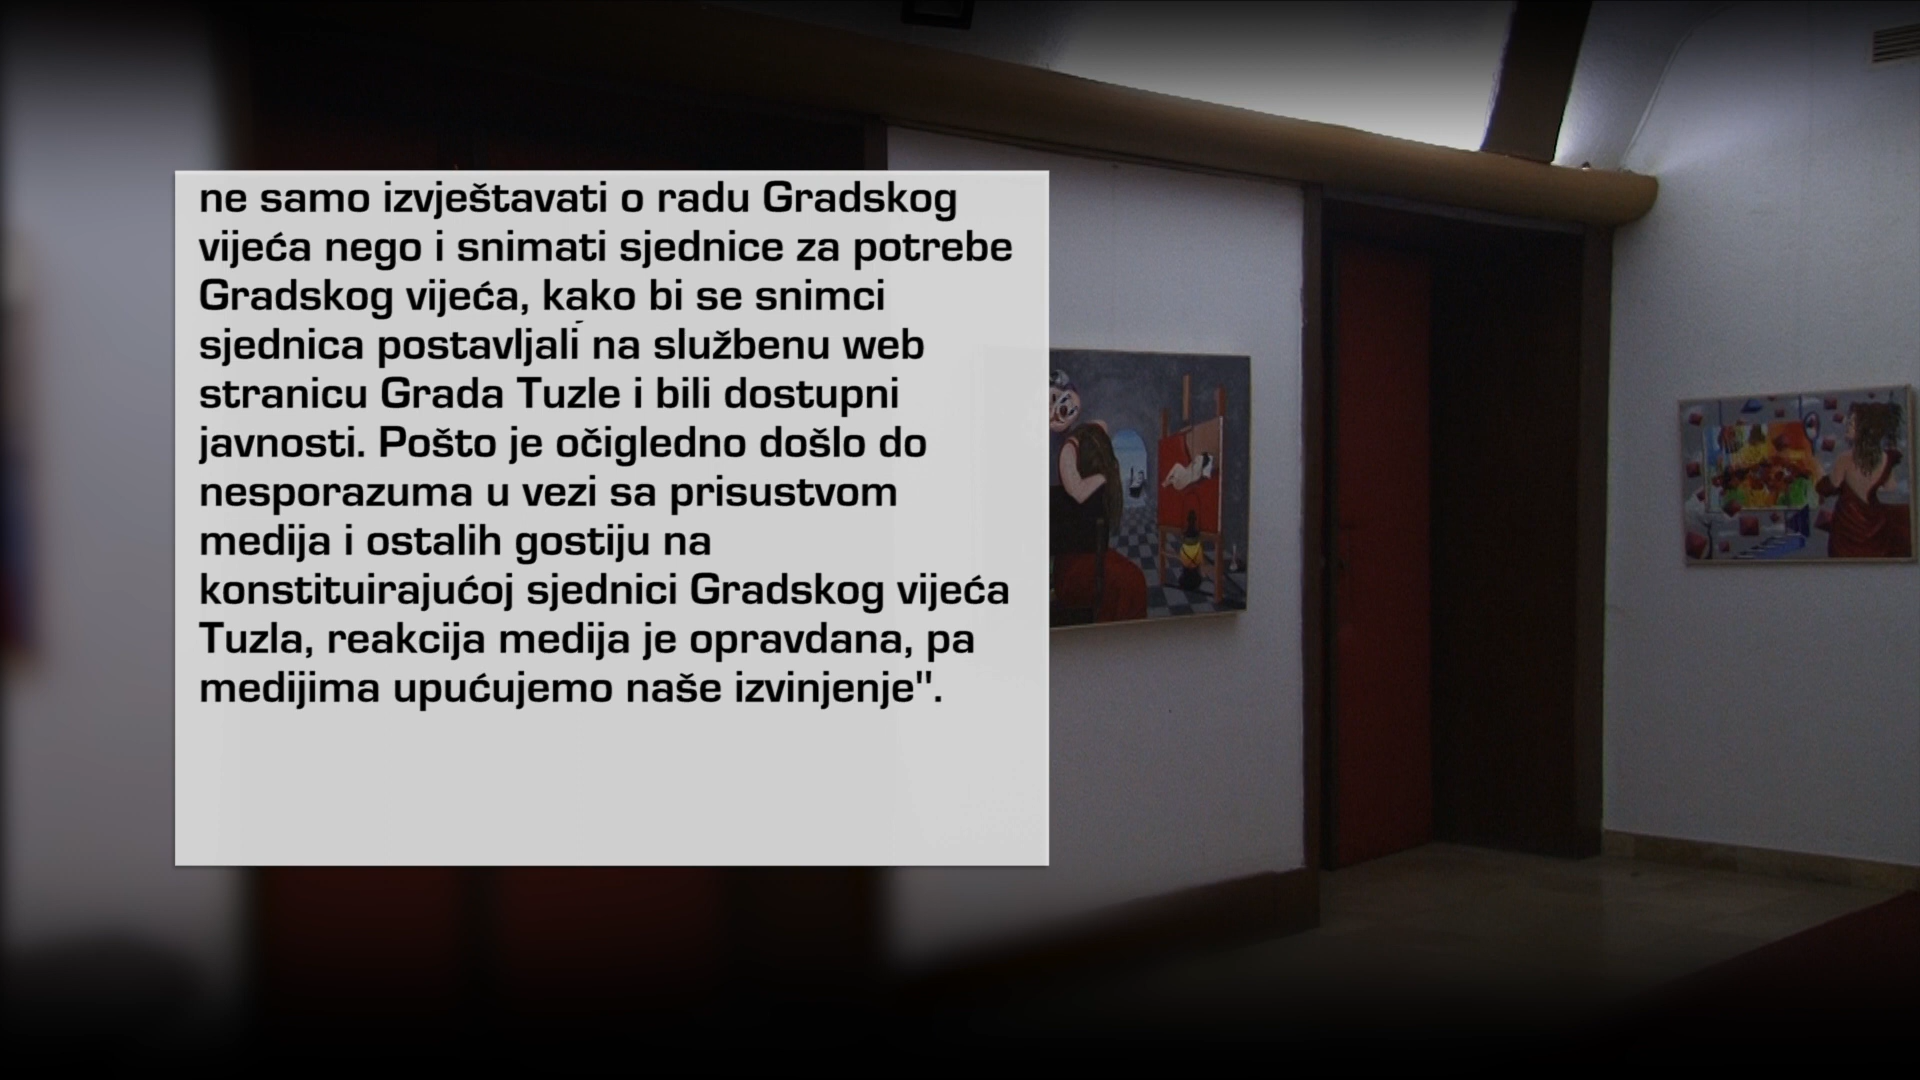 ne samo izvještavati o radu Gradskog
vijeća nego i snimati sjednice za potrebe
Gradskog vijeća, kako bi se snimci
sjednica postavljali na službenu web
stranicu Grada Tuzle i bili dostupni
javnosti. Pošto je očigledno došlo do
nesporazuma u vezi sa prisustvom
medija i ostalih gostiju na
konstituirajućoj sjednici Gradskog vijeća
Tuzla, reakcija medija je opravdana, pa
medijima upućujemo naše izvinjenje".